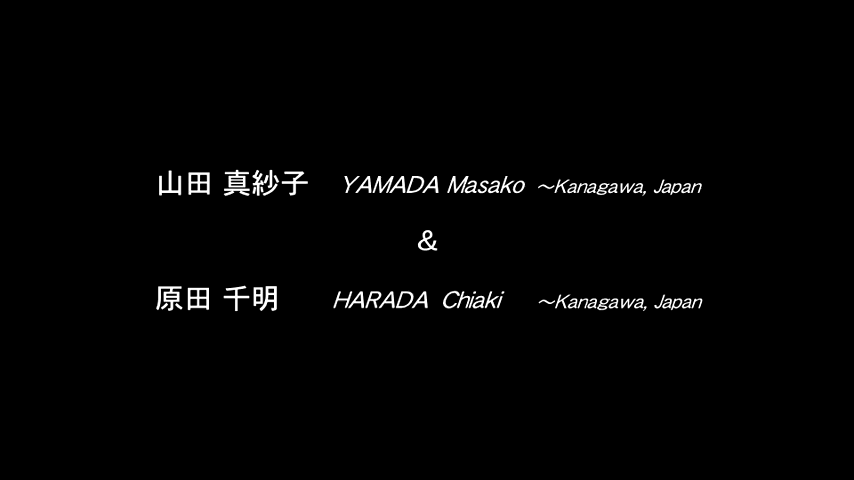 山田 真紗子 YAMADA Masako ～Kanagawa, Japan
&
原田 千明 HARADA Chiaki ～Kanagawa, Japan